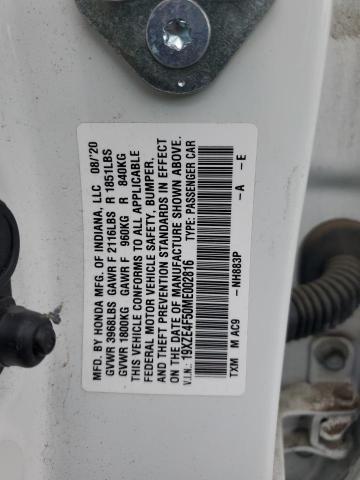 MFD. BY HONDA MFG. OF INDIANA, LLC 08/'20
GVWR 3968LBS GAWR F 2116LBS R 1851LBS
GVWR 1800KG GAWR F 960KG R 840KG
THIS VEHICLE CONFORMS TO ALL APPLICABLE
FEDERAL MOTOR VEHICLE SAFETY, BUMPER,
AND THEFT PREVENTION STANDARDS IN EFFECT
ON THE DATE OF MANUFACTURE SHOWN ABOVE.
V.I.N.: 19XZE4F50ME002816 TYPE: PASSENGER CAR
TXM M AC9 -NH883P -A -E